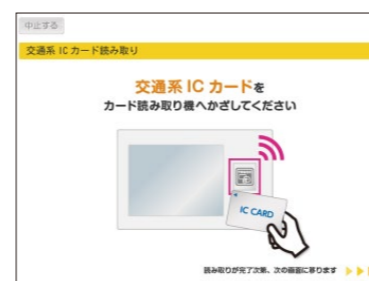 中止する
交通系 IC カード読み取り
交通系 IC カードを
カード読み取り機へかざしてください
IC CARD
読み取りが完了次第、次の画面に移ります